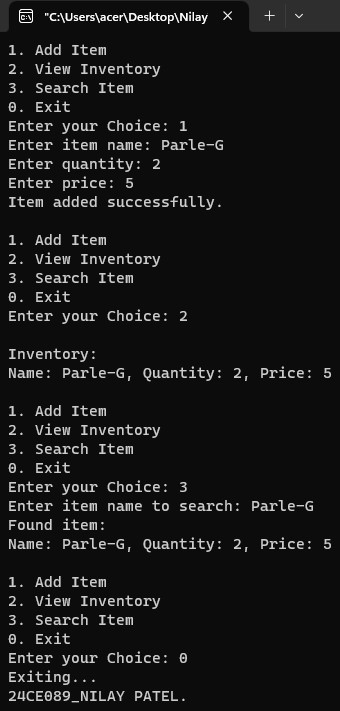 "C:\Users\acer\Desktop\Nilay
1. Add Item
2. View Inventory
3. Search Item
0. Exit
Enter your Choice: 1
Enter item name: Parle-G
Enter quantity: 2
Enter price: 5
Item added successfully.
1. Add Item
2. View Inventory
3. Search Item
0. Exit
Enter your Choice: 2
Inventory:
Name: Parle-G, Quantity: 2, Price: 5
1. Add Item
2. View Inventory
3. Search Item
0. Exit
Enter your Choice: 3
Enter item name to search: Parle-G
Found item:
Name: Parle-G, Quantity: 2, Price: 5
1. Add Item
2. View Inventory
3. Search Item
0. Exit
Enter your Choice: 0
Exiting...
24CE089_NILAY PATEL.